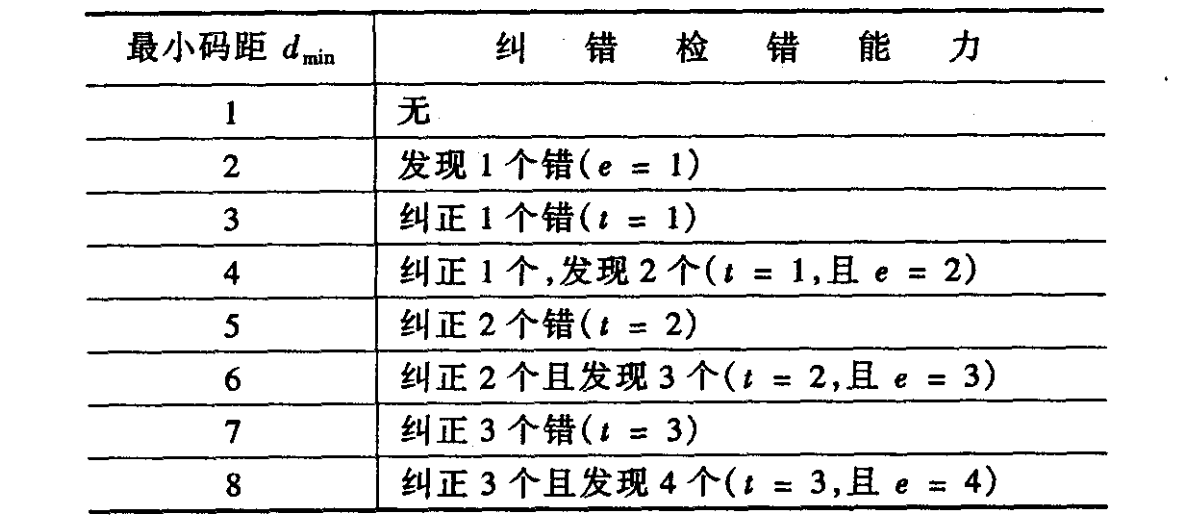 最小码距 d_min 纠错检错能力
1 无
2 发现1个错(e = 1)
3 纠正1个错(t = 1)
4 纠正1个,发现2个(t = 1,且 e = 2)
5 纠正2个错(t = 2)
6 纠正2个且发现3个(t = 2,且 e = 3)
7 纠正3个错(t = 3)
8 纠正3个且发现4个(t = 3,且 e = 4)